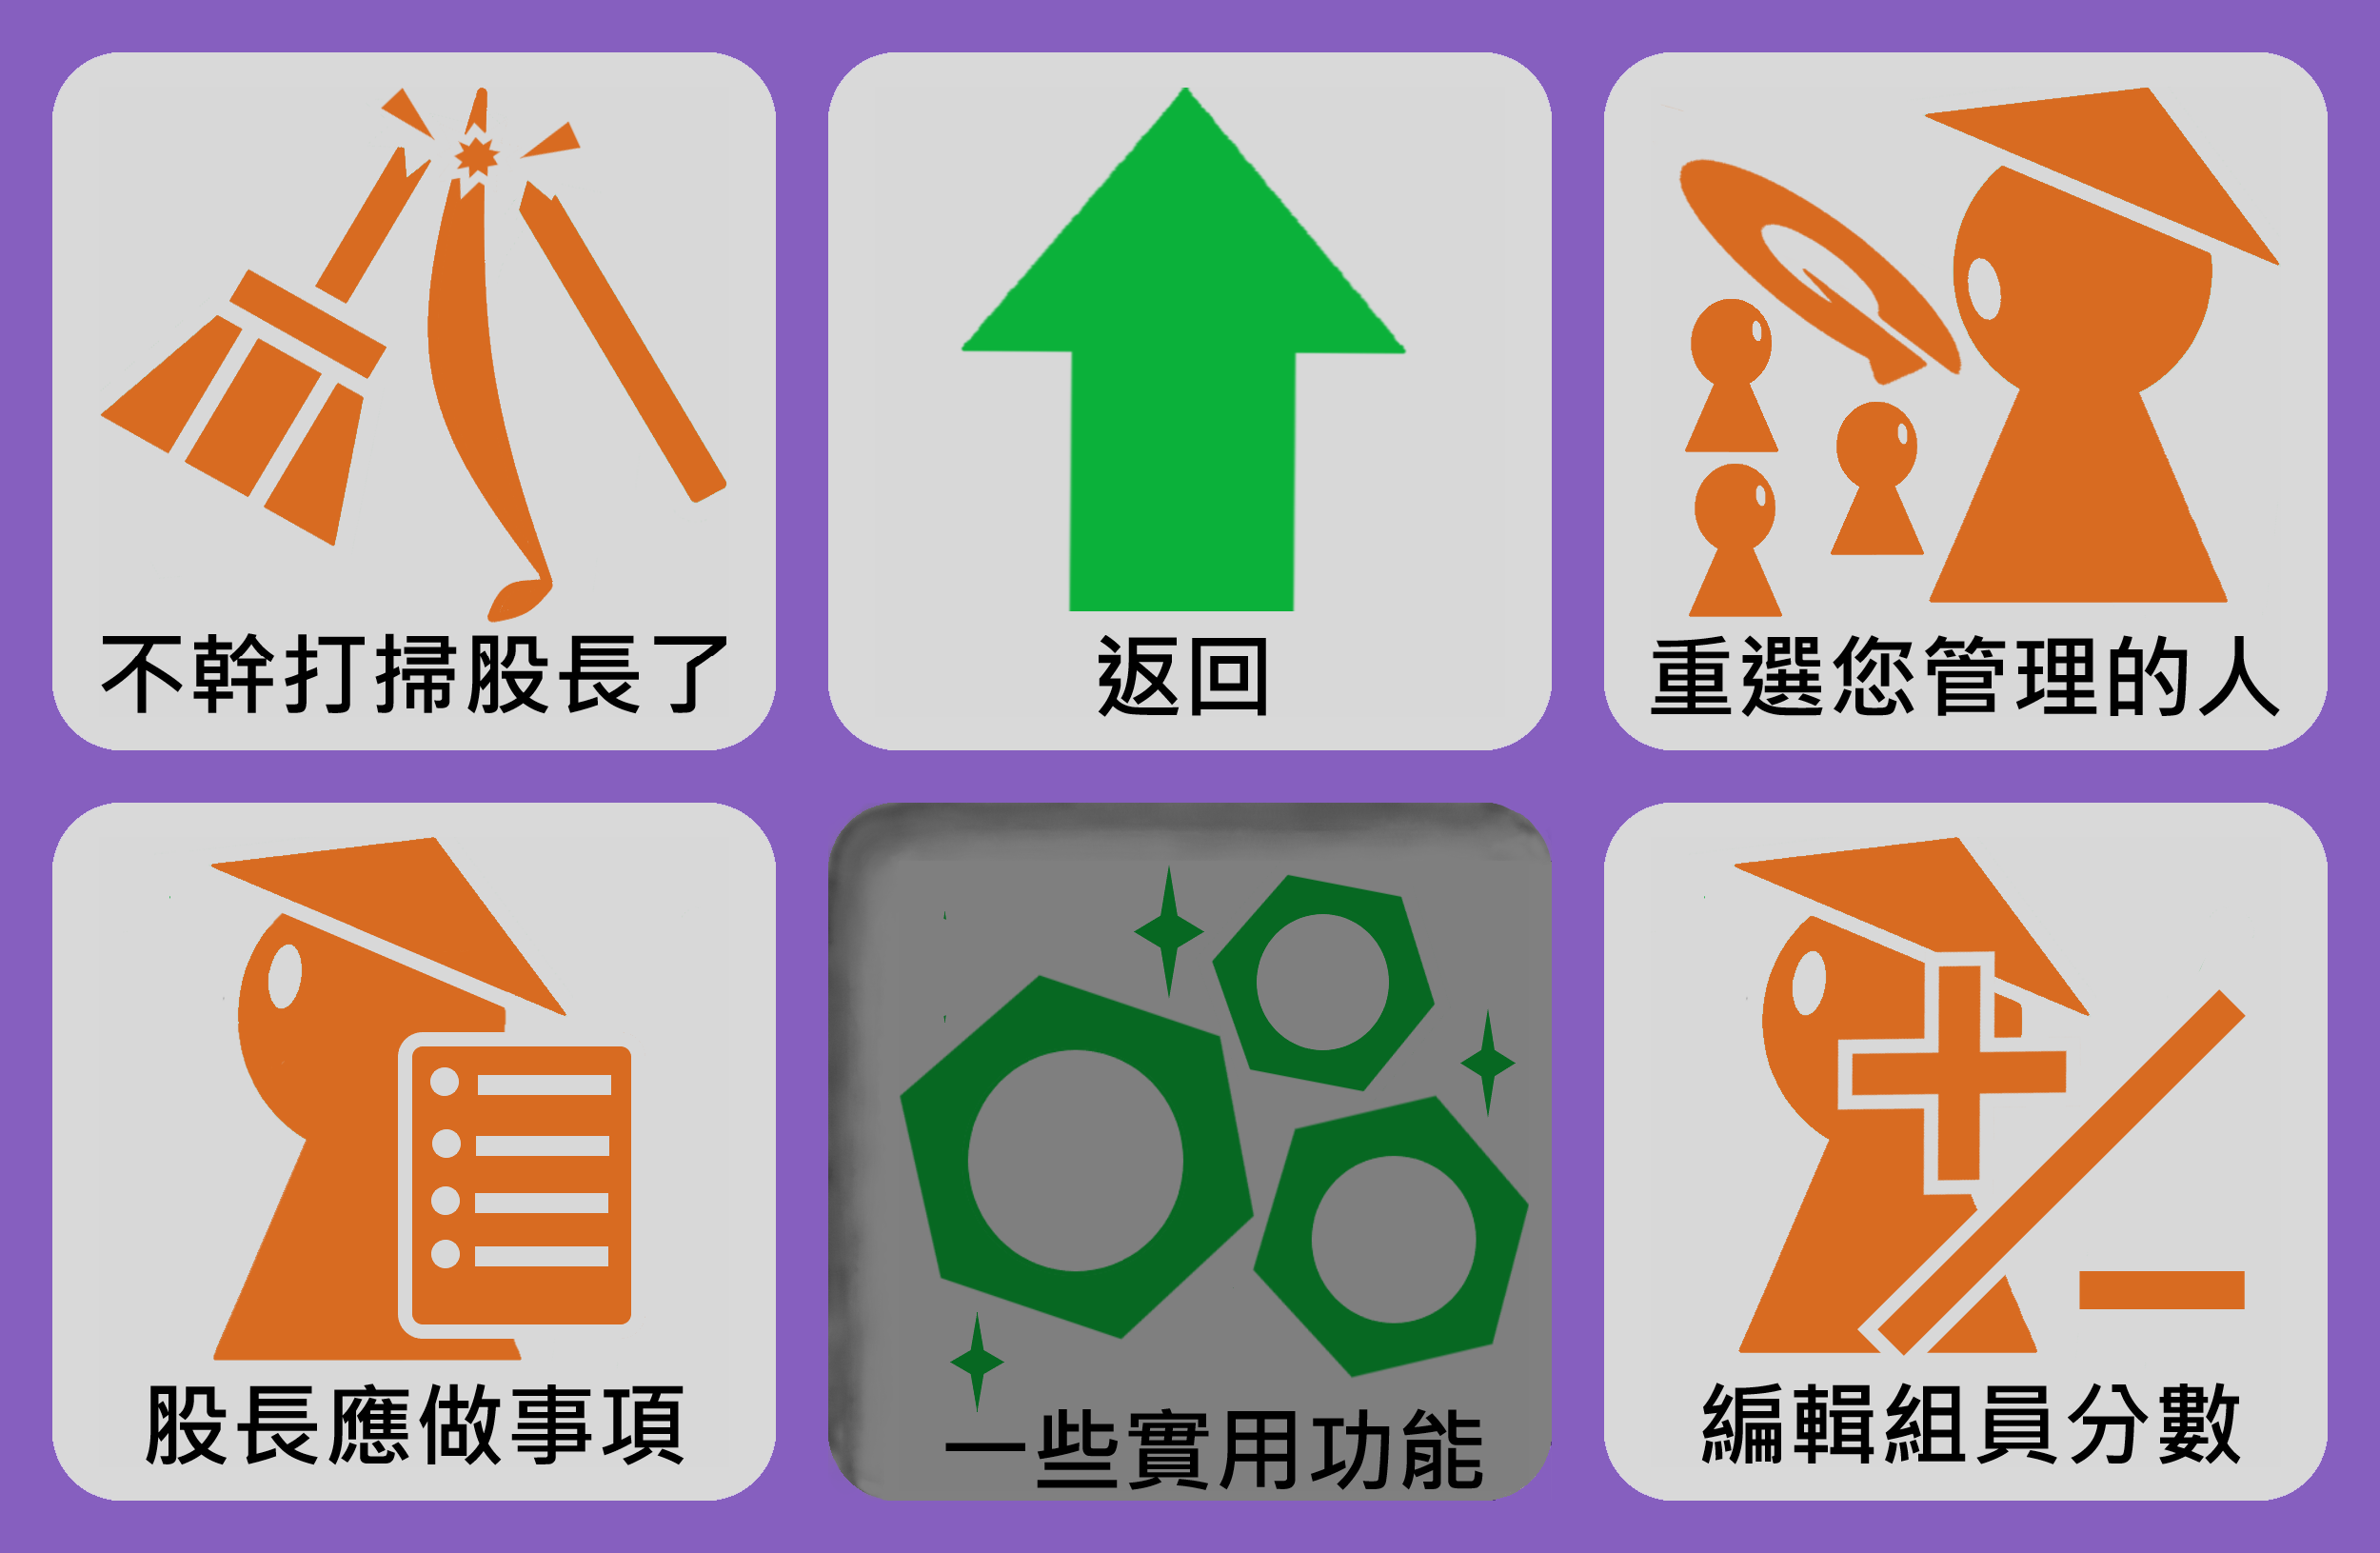 不幹打掃股長了
返回
重選您管理的人
股長應做事項
一些實用功能
編輯組員分數